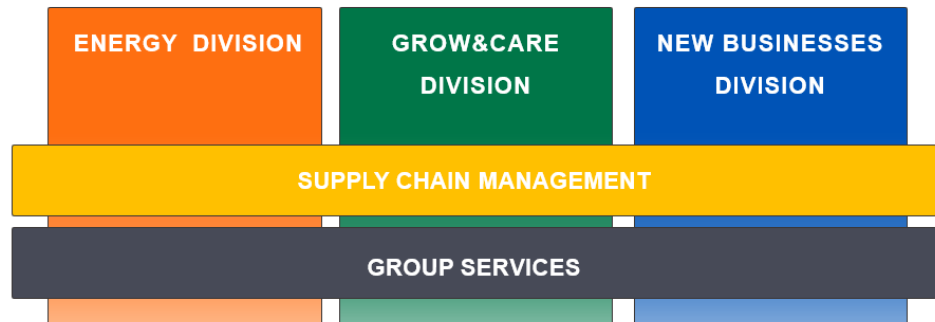 ENERGY DIVISION
GROW&CARE
DIVISION
NEW BUSINESSES
DIVISION
SUPPLY CHAIN MANAGEMENT
GROUP SERVICES